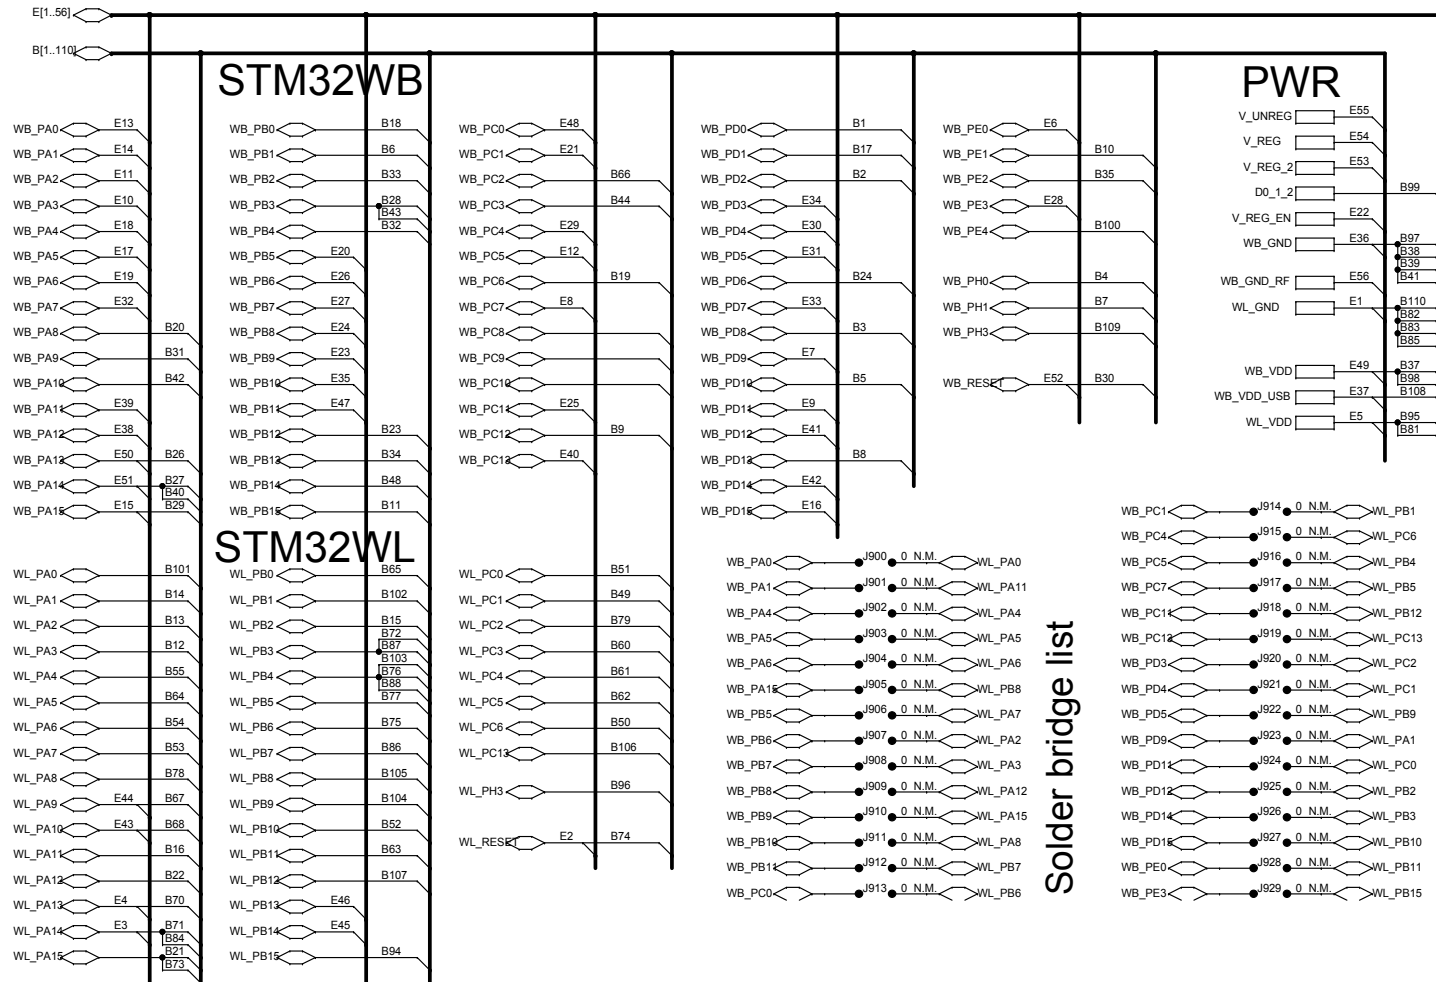 E[1..56]
B[1..110]
STM32WB
WB_PA0 E13
WB_PA1 E14
WB_PA2 E11
WB_PA3 E10
WB_PA4 E18
WB_PA5 E17
WB_PA6 E19
WB_PA7 E32
WB_PA8 B20
WB_PA9 B31
WB_PA10 B42
WB_PA11 E39
WB_PA12 E38
WB_PA13 E50 B26
WB_PA14 E51 B27
B40
WB_PA15 E15 B29
WB_PB0 B18
WB_PB1 B6
WB_PB2 B33
WB_PB3 B28
B43
WB_PB4 B32
WB_PB5 E20
WB_PB6 E26
WB_PB7 E27
WB_PB8 E24
WB_PB9 E23
WB_PB10 E35
WB_PB11 E47
WB_PB12 B23
WB_PB13 B34
WB_PB14 B48
WB_PB15 B11
WB_PC0 E48
WB_PC1 E21
WB_PC2 B66
WB_PC3 B44
WB_PC4 E29
WB_PC5 E12
WB_PC6 B19
WB_PC7 E8
WB_PC8
WB_PC9
WB_PC10
WB_PC11 E25
WB_PC12 B9
WB_PC13 E40
WB_PD0 B1
WB_PD1 B17
WB_PD2 B2
WB_PD3 E34
WB_PD4 E30
WB_PD5 E31
WB_PD6 B24
WB_PD7 E33
WB_PD8 B3
WB_PD9 E7
WB_PD10 B5
WB_PD11 E9
WB_PD12 E41
WB_PD13 B8
WB_PD14 E42
WB_PD15 E16
WB_PE0 E6
WB_PE1 B10
WB_PE2 B35
WB_PE3 E28
WB_PE4 B100
WB_PH0 B4
WB_PH1 B7
WB_PH3 B109
WB_RESET E52 B30
PWR
V_UNREG E55
V_REG E54
V_REG_2 E53
D0_1_2 B99
V_REG_EN E22
WB_GND E36 B97
B38
B39
B41
WB_GND_RF E56
WL_GND E1 B110
B82
B83
B85
WB_VDD E49 B37
B98
WB_VDD_USB E37 B108
WL_VDD E5 B95
B81
STM32WL
WL_PA0 B101
WL_PA1 B14
WL_PA2 B13
WL_PA3 B12
WL_PA4 B55
WL_PA5 B64
WL_PA6 B54
WL_PA7 B53
WL_PA8 B78
WL_PA9 E44 B67
WL_PA10 E43 B68
WL_PA11 B16
WL_PA12 B22
WL_PA13 E4 B70
WL_PA14 E3 B71
B84
WL_PA15 B21
B73
WL_PB0 B65
WL_PB1 B102
WL_PB2 B15
B72
WL_PB3 B87
B103
WL_PB4 B76
B88
WL_PB5 B77
WL_PB6 B75
WL_PB7 B86
WL_PB8 B105
WL_PB9 B104
WL_PB10 B52
WL_PB11 B63
WL_PB12 B107
WL_PB13 E46
WL_PB14 E45
WL_PB15 B94
WL_PC0 B51
WL_PC1 B49
WL_PC2 B79
WL_PC3 B60
WL_PC4 B61
WL_PC5 B62
WL_PC6 B50
WL_PC13 B106
WL_PH3 B96
WL_RESET E2 B74
WB_PA0 J900 0 N.M. WL_PA0
WB_PA1 J901 0 N.M. WL_PA11
WB_PA4 J902 0 N.M. WL_PA4
WB_PA5 J903 0 N.M. WL_PA5
WB_PA6 J904 0 N.M. WL_PA6
WB_PA15 J905 0 N.M. WL_PB8
WB_PB5 J906 0 N.M. WL_PA7
WB_PB6 J907 0 N.M. WL_PA2
WB_PB7 J908 0 N.M. WL_PA3
WB_PB8 J909 0 N.M. WL_PA12
WB_PB9 J910 0 N.M. WL_PA15
WB_PB10 J911 0 N.M. WL_PA8
WB_PB11 J912 0 N.M. WL_PB7
WB_PC0 J913 0 N.M. WL_PB6
Solder bridge list
WB_PC1 J914 0 N.M. WL_PB1
WB_PC4 J915 0 N.M. WL_PC6
WB_PC5 J916 0 N.M. WL_PB4
WB_PC7 J917 0 N.M. WL_PB5
WB_PC11 J918 0 N.M. WL_PB12
WB_PC13 J919 0 N.M. WL_PC13
WB_PD3 J920 0 N.M. WL_PC2
WB_PD4 J921 0 N.M. WL_PC1
WB_PD5 J922 0 N.M. WL_PB9
WB_PD9 J923 0 N.M. WL_PA1
WB_PD11 J924 0 N.M. WL_PC0
WB_PD12 J925 0 N.M. WL_PB2
WB_PD14 J926 0 N.M. WL_PB3
WB_PD15 J927 0 N.M. WL_PB10
WB_PE0 J928 0 N.M. WL_PB11
WB_PE3 J929 0 N.M. WL_PB15